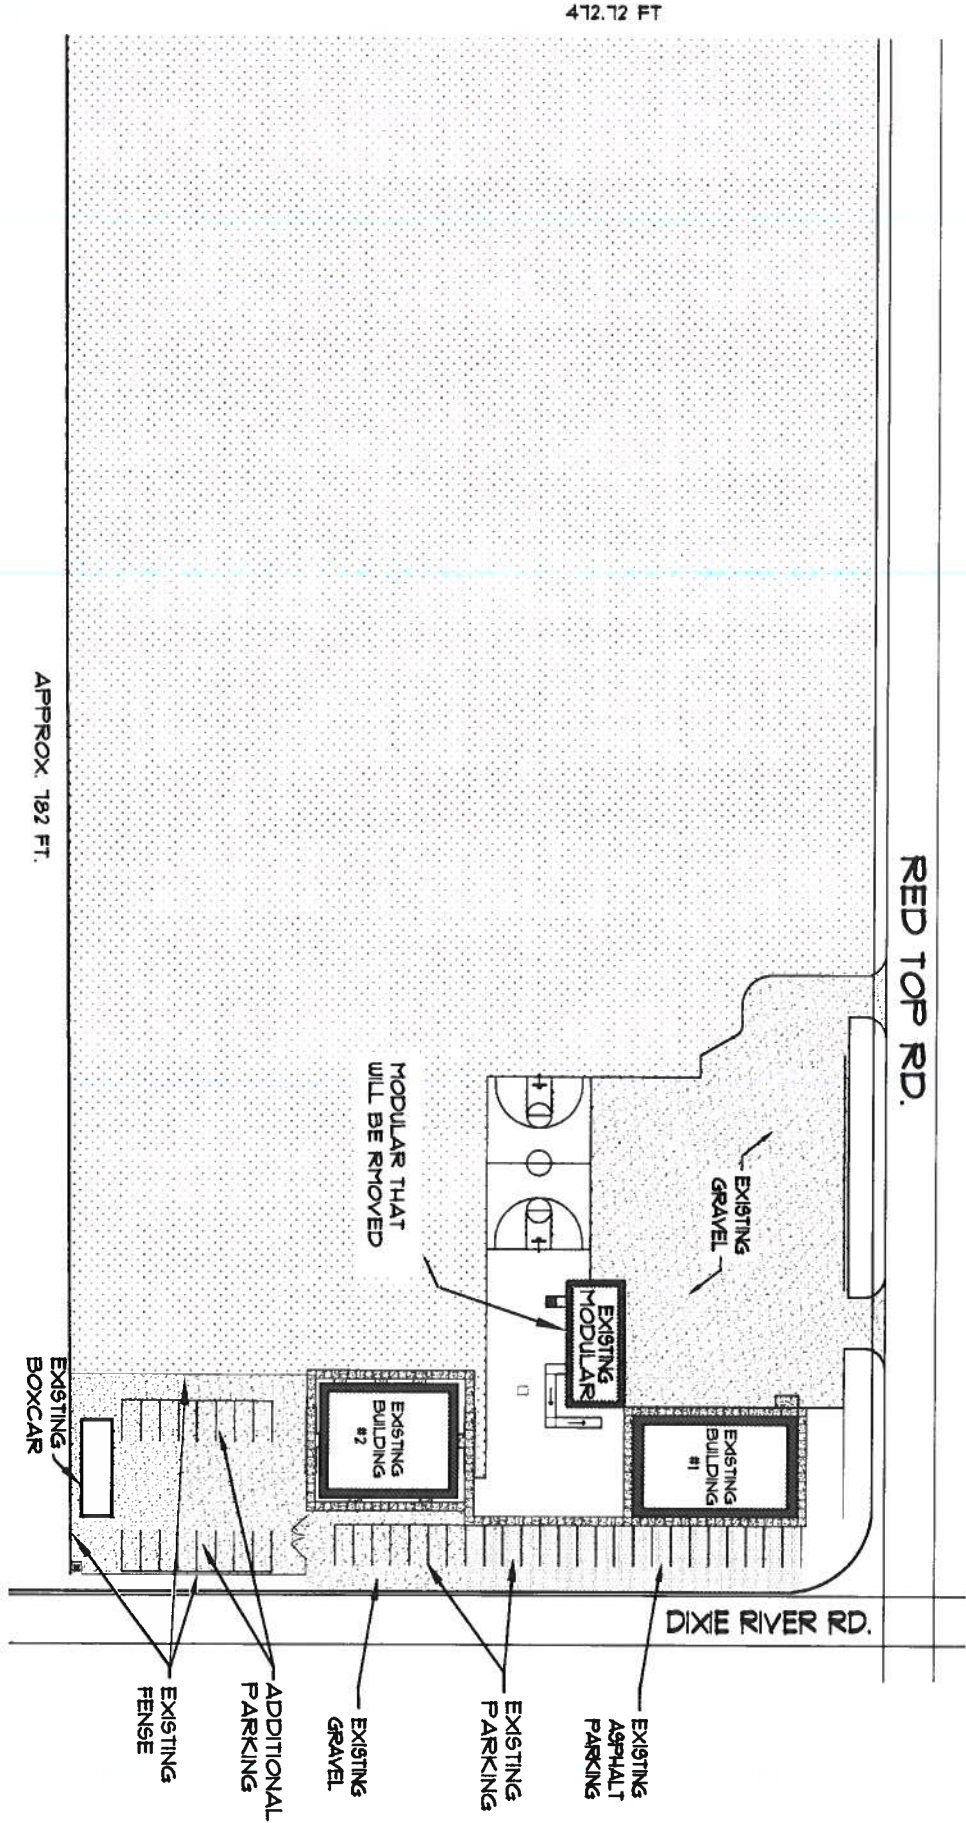 472.72 FT
RED TOP RD.
APPROX. 782 FT.
EXISTING
GRAVEL
MODULAR THAT
WILL BE RMOVED
EXISTING
MODULAR
EXISTING
BUILDING
#1
EXISTING
BUILDING
#2
EXISTING
BOXCAR
DIXIE RIVER RD.
EXISTING
ASPHALT
PARKING
EXISTING
PARKING
EXISTING
GRAVEL
ADDITIONAL
PARKING
EXISTING
FENSE